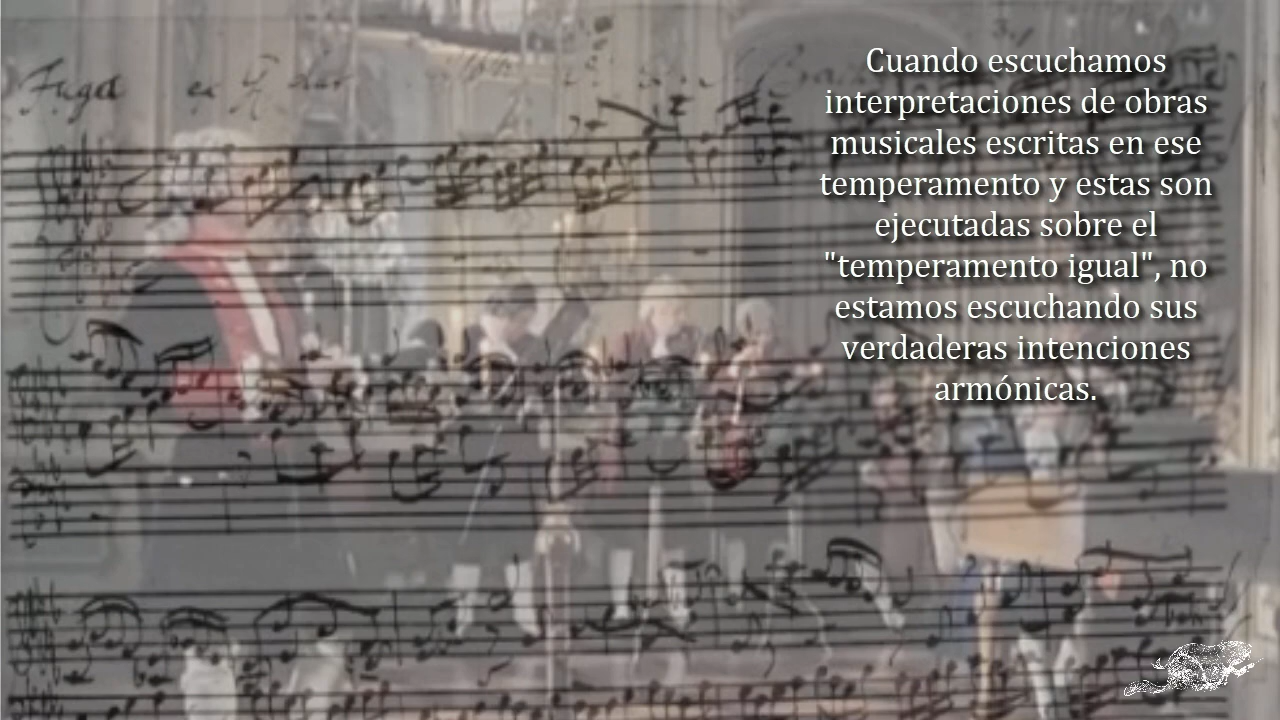 Fuga
Cuando escuchamos
interpretaciones de obras
musicales escritas en ese
temperamento y estas son
ejecutadas sobre el
"temperamento igual", no
estamos escuchando sus
verdaderas intenciones
armónicas.